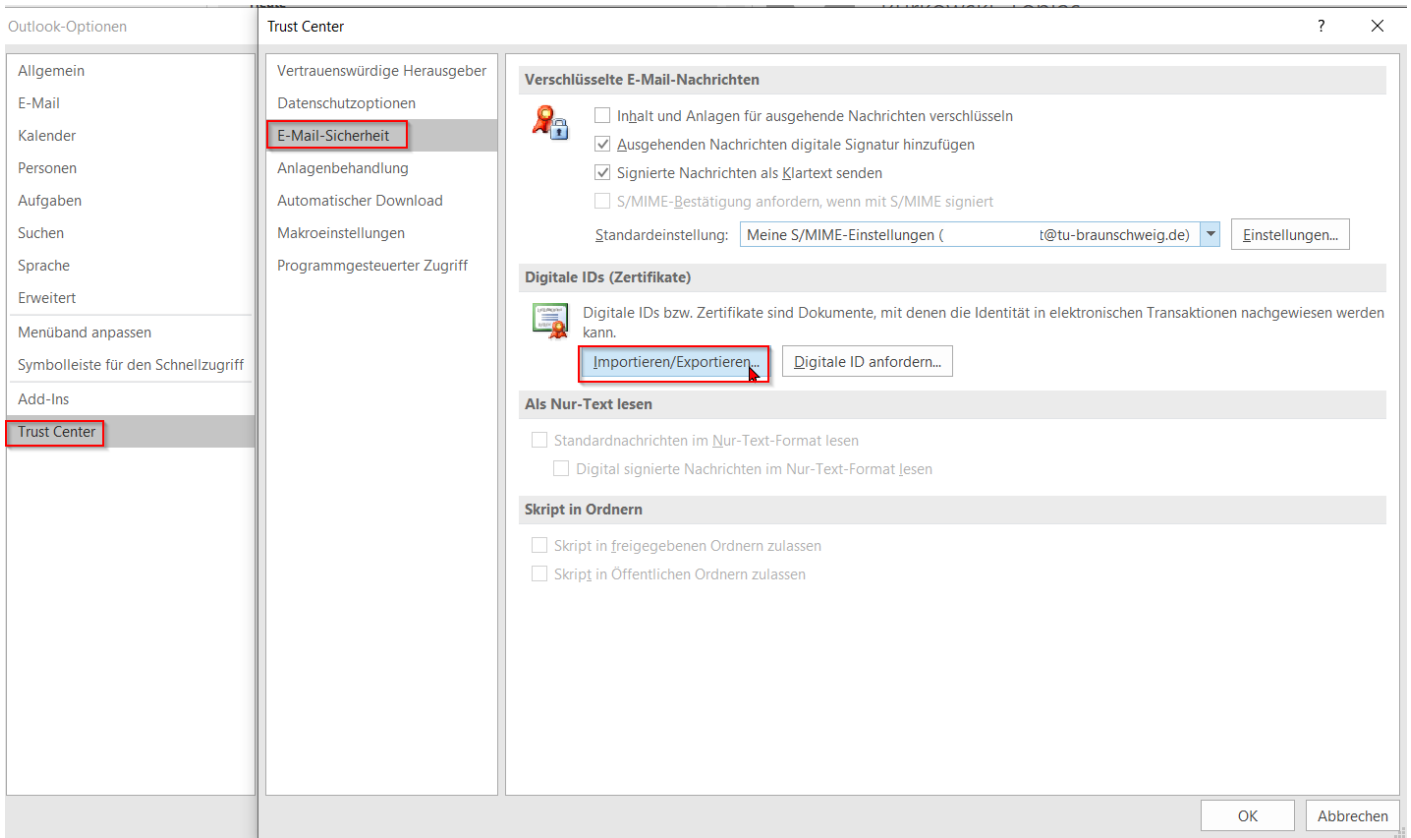 Outlook-Optionen
Allgemein
E-Mail
Kalender
Personen
Aufgaben
Suchen
Sprache
Erweitert
Menüband anpassen
Symbolleiste für den Schnellzugriff
Add-Ins
Trust Center
Trust Center
?
Vertrauenswürdige Herausgeber
Datenschutzoptionen
E-Mail-Sicherheit
Anlagenbehandlung
Automatischer Download
Makroeinstellungen
Programmgesteuerter Zugriff
Verschlüsselte E-Mail-Nachrichten
Inhalt und Anlagen für ausgehende Nachrichten verschlüsseln
Ausgehenden Nachrichten digitale Signatur hinzufügen
Signierte Nachrichten als Klartext senden
S/MIME-Bestätigung anfordern, wenn mit S/MIME signiert
Standardeinstellung: Meine S/MIME-Einstellungen ( t@tu-braunschweig.de) Einstellungen...
Digitale IDs (Zertifikate)
Digitale IDs bzw. Zertifikate sind Dokumente, mit denen die Identität in elektronischen Transaktionen nachgewiesen werden
kann.
Importieren/Exportieren... Digitale ID anfordern...
Als Nur-Text lesen
Standardnachrichten im Nur-Text-Format lesen
Digital signierte Nachrichten im Nur-Text-Format lesen
Skript in Ordnern
Skript in freigegebenen Ordnern zulassen
Skript in Öffentlichen Ordnern zulassen
OK Abbrechen